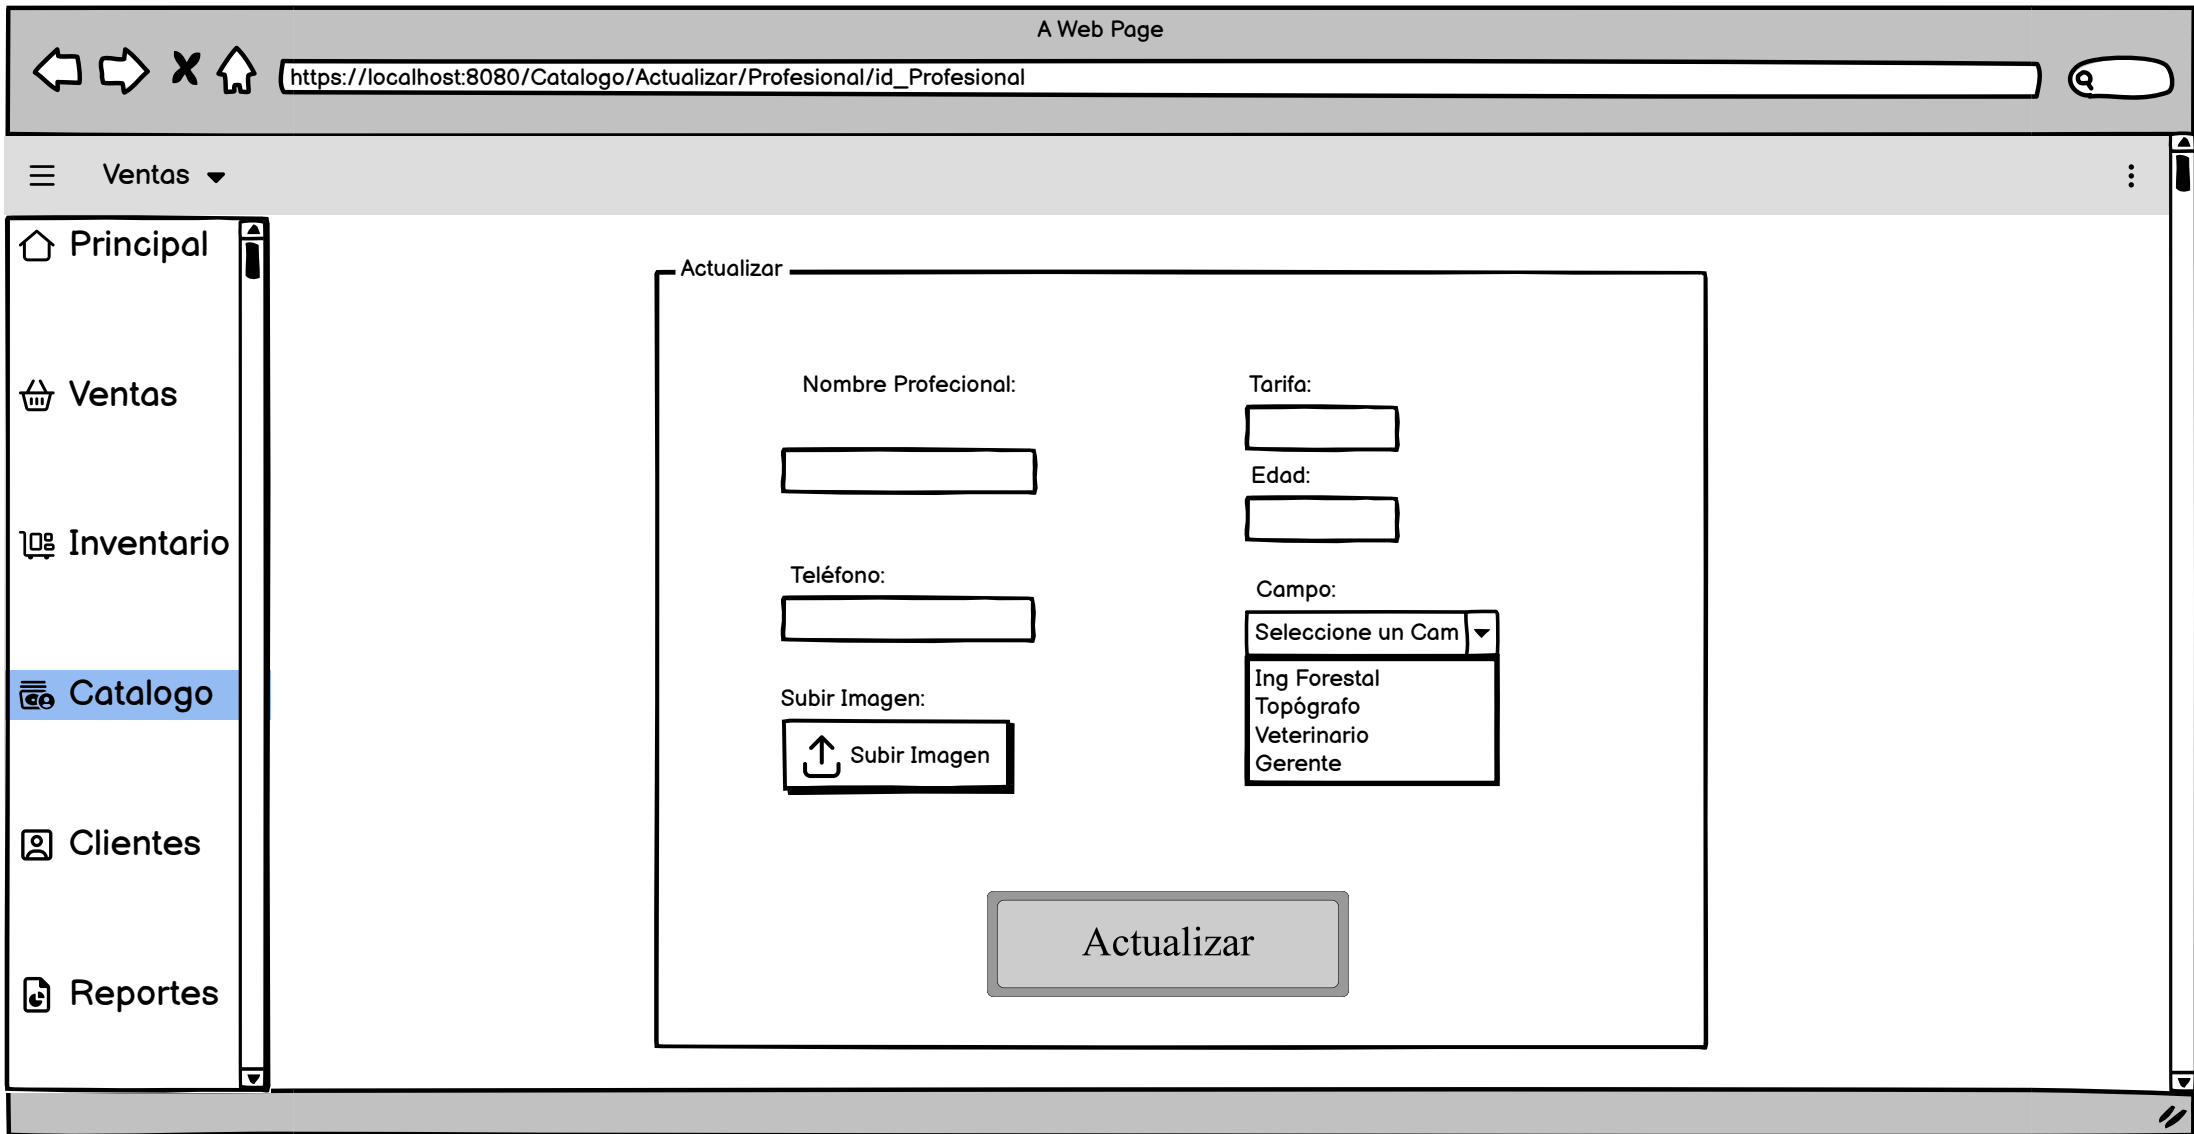 A Web Page
https://localhost:8080/Catalogo/Actualizar/Profesional/id_Profesional
Ventas
Principal
Ventas
Inventario
Catalogo
Clientes
Reportes
Actualizar
Nombre Profecional:
Teléfono:
Subir Imagen:
Subir Imagen
Tarifa:
Edad:
Campo:
Seleccione un Cam
Ing Forestal
Topógrafo
Veterinario
Gerente
Actualizar